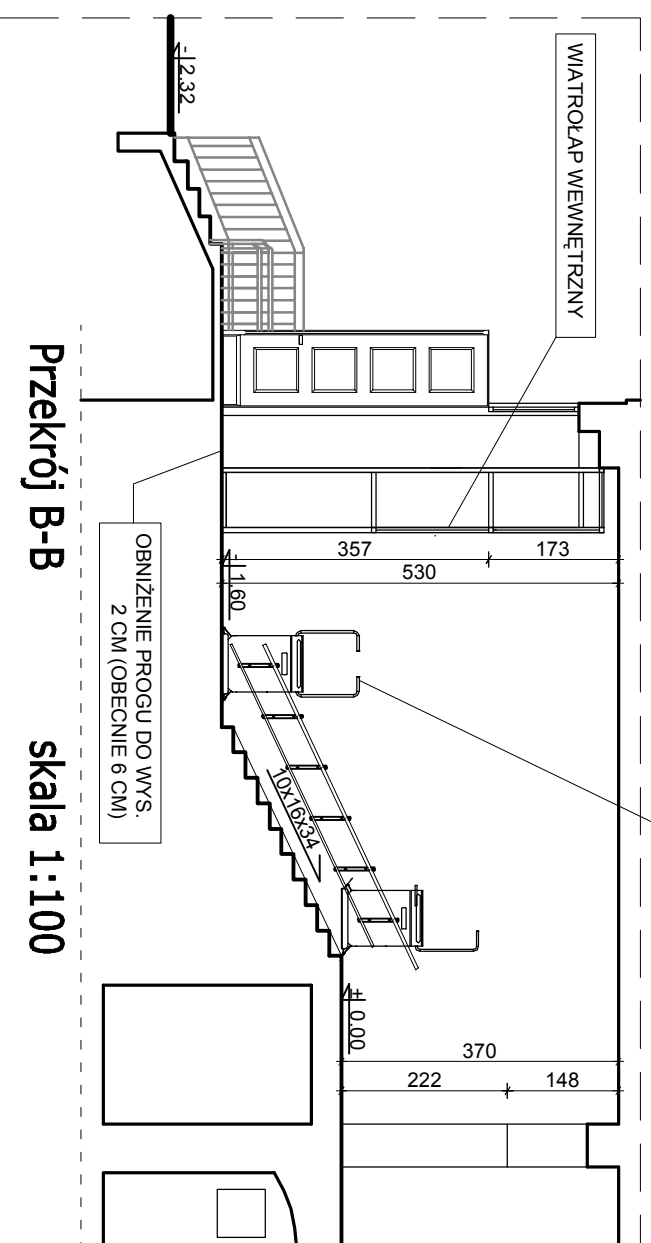 WIATROŁAP WEWNĘTRZNY
-2.32
357
173
530
-1.60
10x16x34
± 0.00
370
222
148
OBNIŻENIE PROGU DO WYS.
2 CM (OBECNIE 6 CM)
Przekrój B-B
skala 1:100